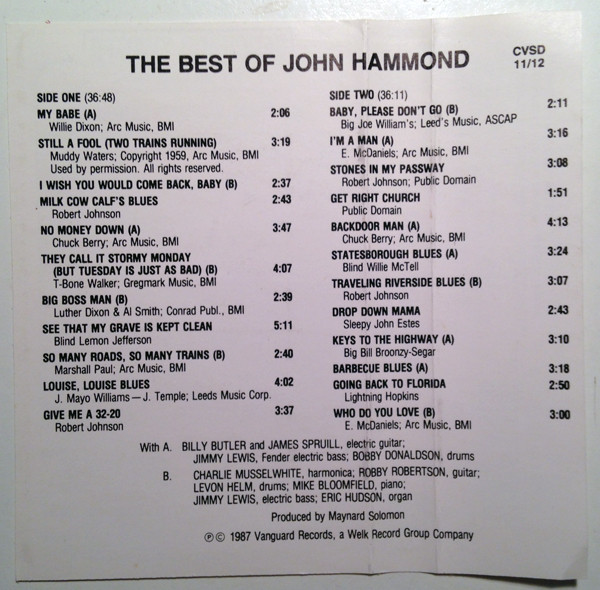 THE BEST OF JOHN HAMMOND
CVSD
11/12
SIDE ONE (36:48)
MY BABE (A) 2:06
Willie Dixon; Arc Music, BMI
STILL A FOOL (TWO TRAINS RUNNING) 3:19
Muddy Waters; Copyright 1959, Arc Music, BMI
Used by permission. All rights reserved.
I WISH YOU WOULD COME BACK, BABY (B) 2:37
MILK COW CALF'S BLUES 2:43
Robert Johnson
NO MONEY DOWN (A) 3:47
Chuck Berry; Arc Music, BMI
THEY CALL IT STORMY MONDAY
(BUT TUESDAY IS JUST AS BAD) (B) 4:07
T-Bone Walker; Gregmark Music, BMI
BIG BOSS MAN (B) 2:39
Luther Dixon & Al Smith; Conrad Publ., BMI
SEE THAT MY GRAVE IS KEPT CLEAN 5:11
Blind Lemon Jefferson
SO MANY ROADS, SO MANY TRAINS (B) 2:40
Marshall Paul; Arc Music, BMI
LOUISE, LOUISE BLUES 4:02
J. Mayo Williams—J. Temple; Leeds Music Corp.
GIVE ME A 32-20 3:37
Robert Johnson
SIDE TWO (36:11)
BABY, PLEASE DON'T GO (B) 2:11
Big Joe William's; Leed's Music, ASCAP
I'M A MAN (A) 3:16
E. McDaniels; Arc Music, BMI
STONES IN MY PASSWAY 3:08
Robert Johnson; Public Domain
GET RIGHT CHURCH 1:51
Public Domain
BACKDOOR MAN (A) 4:13
Chuck Berry; Arc Music, BMI
STATESBOROUGH BLUES (A) 3:24
Blind Willie McTell
TRAVELING RIVERSIDE BLUES (B) 3:07
Robert Johnson
DROP DOWN MAMA 2:43
Sleepy John Estes
KEYS TO THE HIGHWAY (A) 3:10
Big Bill Broonzy-Segar
BARBECUE BLUES (A) 3:18
GOING BACK TO FLORIDA 2:50
Lightning Hopkins
WHO DO YOU LOVE (B) 3:00
E. McDaniels; Arc Music, BMI
With A. BILLY BUTLER and JAMES SPRUILL, electric guitar;
JIMMY LEWIS, Fender electric bass; BOBBY DONALDSON, drums
B. CHARLIE MUSSELWHITE, harmonica; ROBBY ROBERTSON, guitar;
LEVON HELM, drums; MIKE BLOOMFIELD, piano;
JIMMY LEWIS, electric bass; ERIC HUDSON, organ
Produced by Maynard Solomon
℗© 1987 Vanguard Records, a Welk Record Group Company